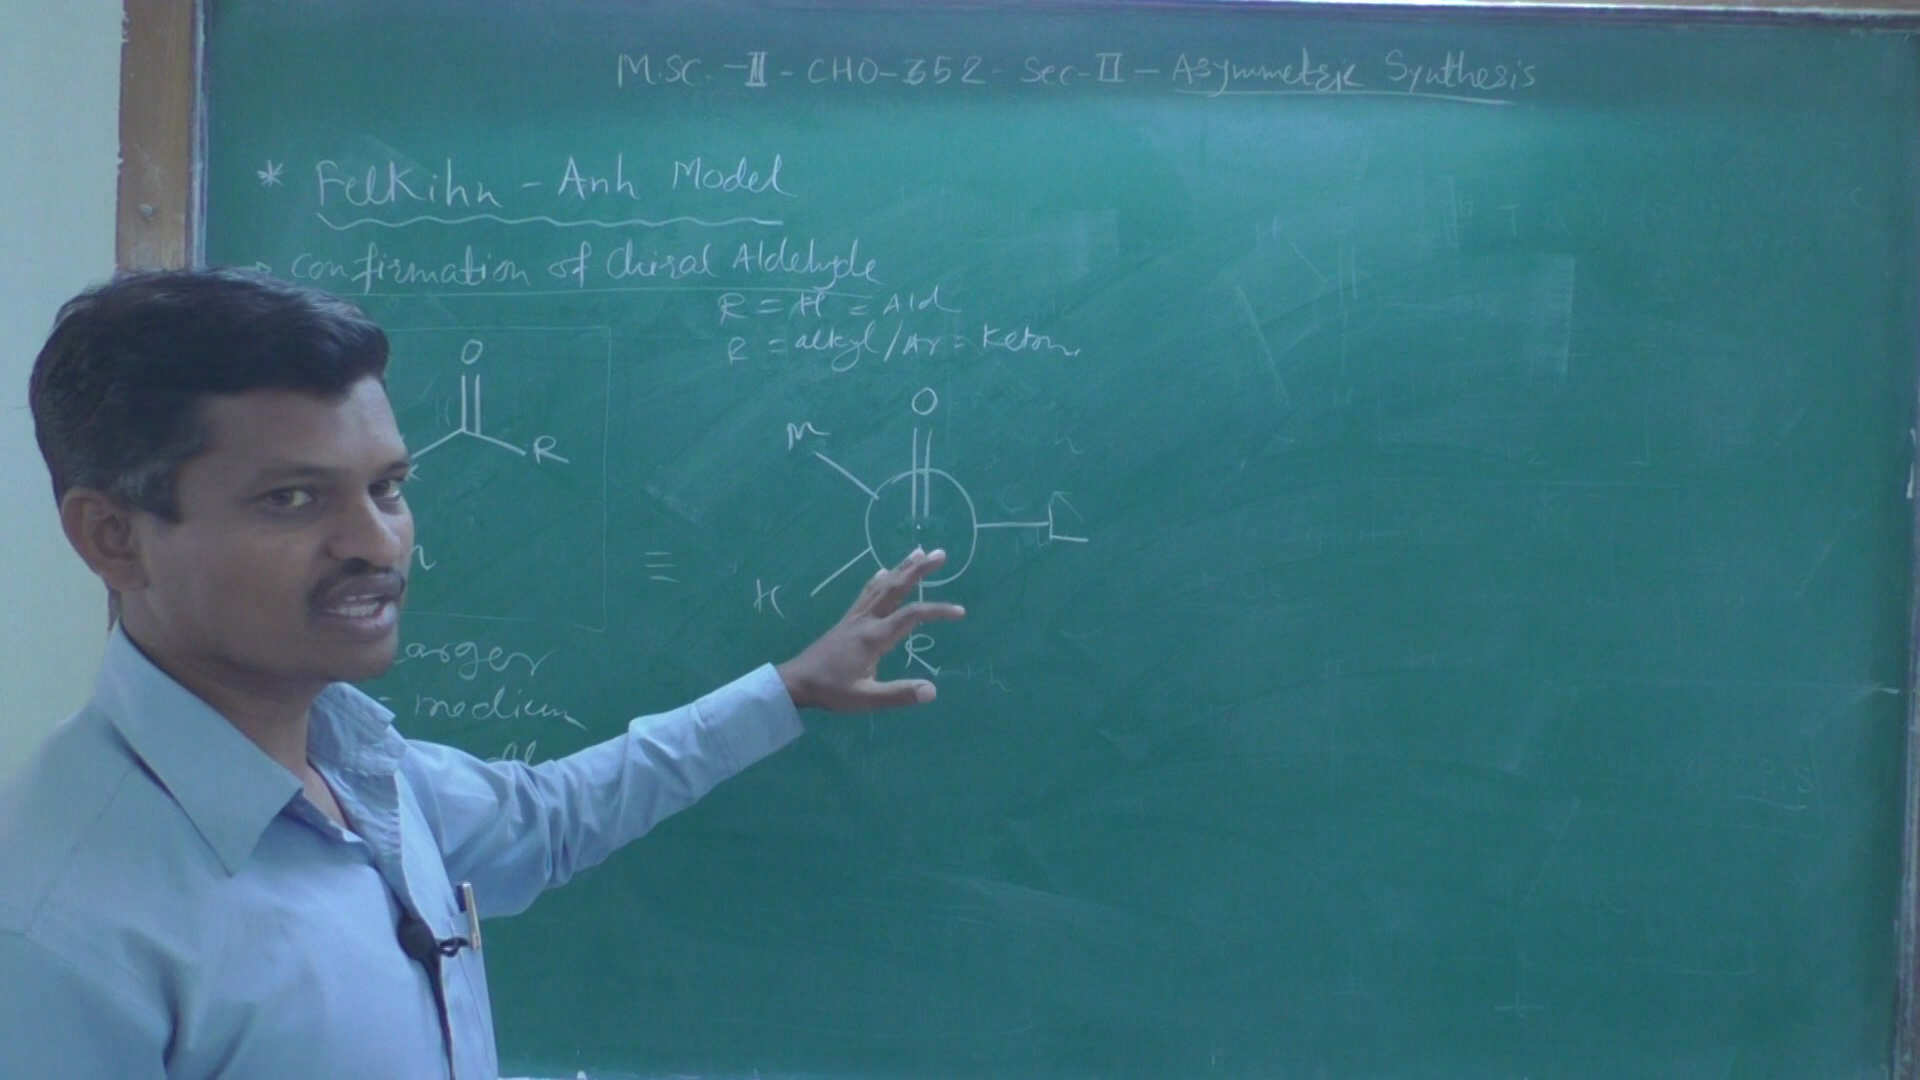 M.SC. - II - CHO-352 - Sec-II - Asymmetric Synthesis
* Felkihn - Anh Model
confirmation of Chiral Aldehyde
R = H = Ald
R = alkyl/Ar = Keton
O
R
O
M
L
H
R
≡
arger
= medium